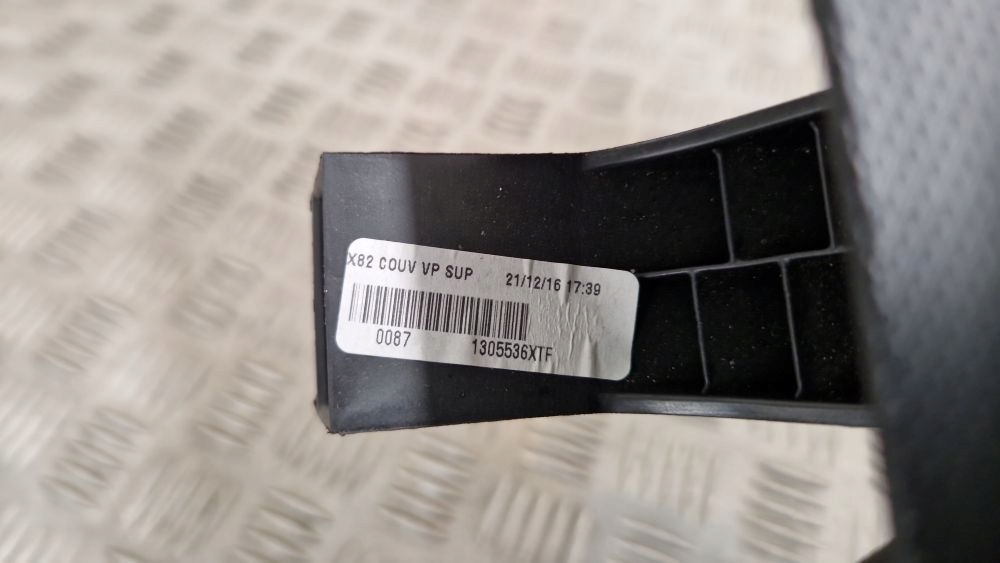 X82 COUV VP SUP 21/12/16 17:39
0087 1305536XTF